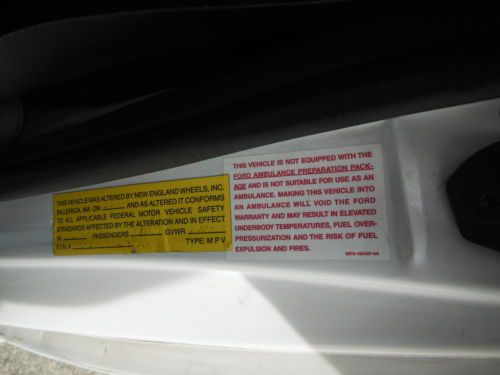 THIS VEHICLE WAS ALTERED BY NEW ENGLAND WHEELS, INC.
BILLERICA, MA. ON AND AS ALTERED IT CONFORMS
TO ALL APPLICABLE FEDERAL MOTOR VEHICLE SAFETY
STANDARDS AFFECTED BY THE ALTERATION AND IN EFFECT
PASSENGERS GVWR
TYPE: M P V
THIS VEHICLE IS NOT EQUIPPED WITH THE
FORD AMBULANCE PREPARATION PACK-
AGE AND IS NOT SUITABLE FOR USE AS AN
AMBULANCE. MAKING THIS VEHICLE INTO
AN AMBULANCE WILL VOID THE FORD
WARRANTY AND MAY RESULT IN ELEVATED
UNDERBODY TEMPERATURES, FUEL OVER-
PRESSURIZATION AND THE RISK OF FUEL
EXPULSION AND FIRES.